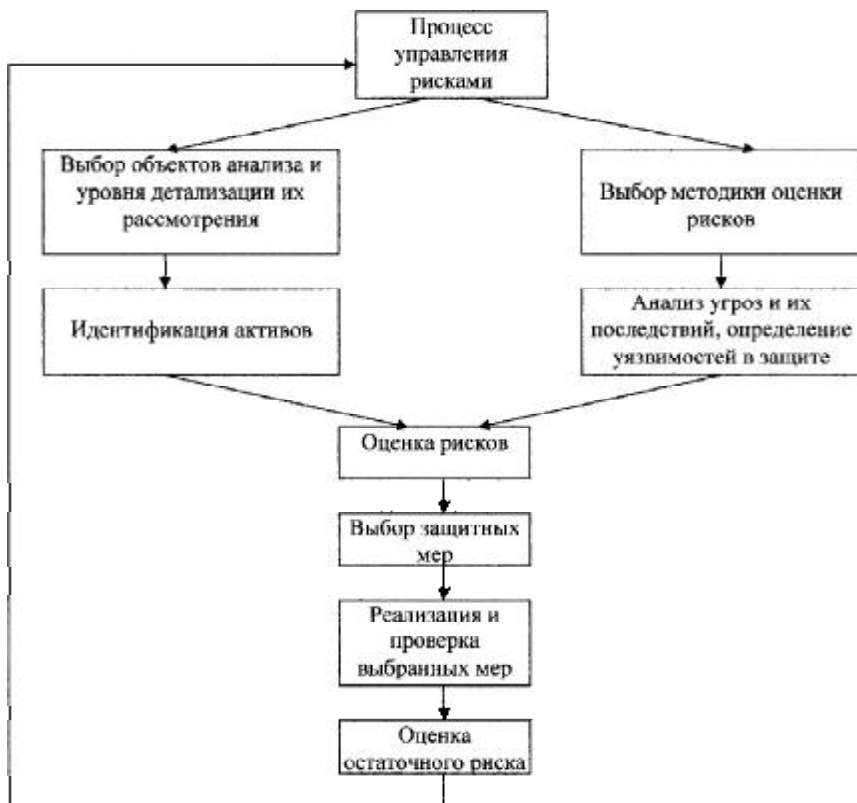 Процесс
управления
рисками
Выбор объектов анализа и
уровня детализации их
рассмотрения
Выбор методики оценки
рисков
Идентификация активов
Анализ угроз и их
последствий, определение
уязвимостей в защите
Оценка рисков
Выбор защитных
мер
Реализация и
проверка
выбранных мер
Оценка
остаточного риска